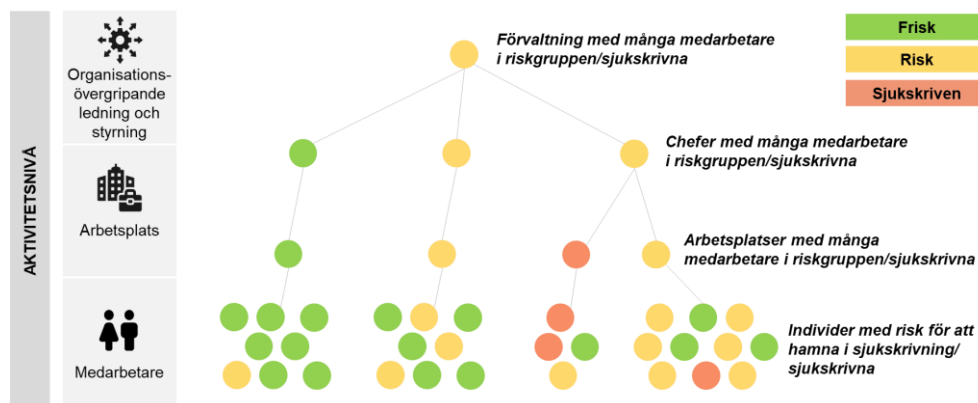 AKTIVITETSNIVÅ
Organisations-
övergripande
ledning och
styrning
Arbetsplats
Medarbetare
Förvaltning med många medarbetare
i riskgruppen/sjukskrivna
Chefer med många medarbetare
i riskgruppen/sjukskrivna
Arbetsplatser med många
medarbetare i riskgruppen/sjukskrivna
Individer med risk för att
hamna i sjukskrivning/
sjukskrivna
Frisk
Risk
Sjukskriven